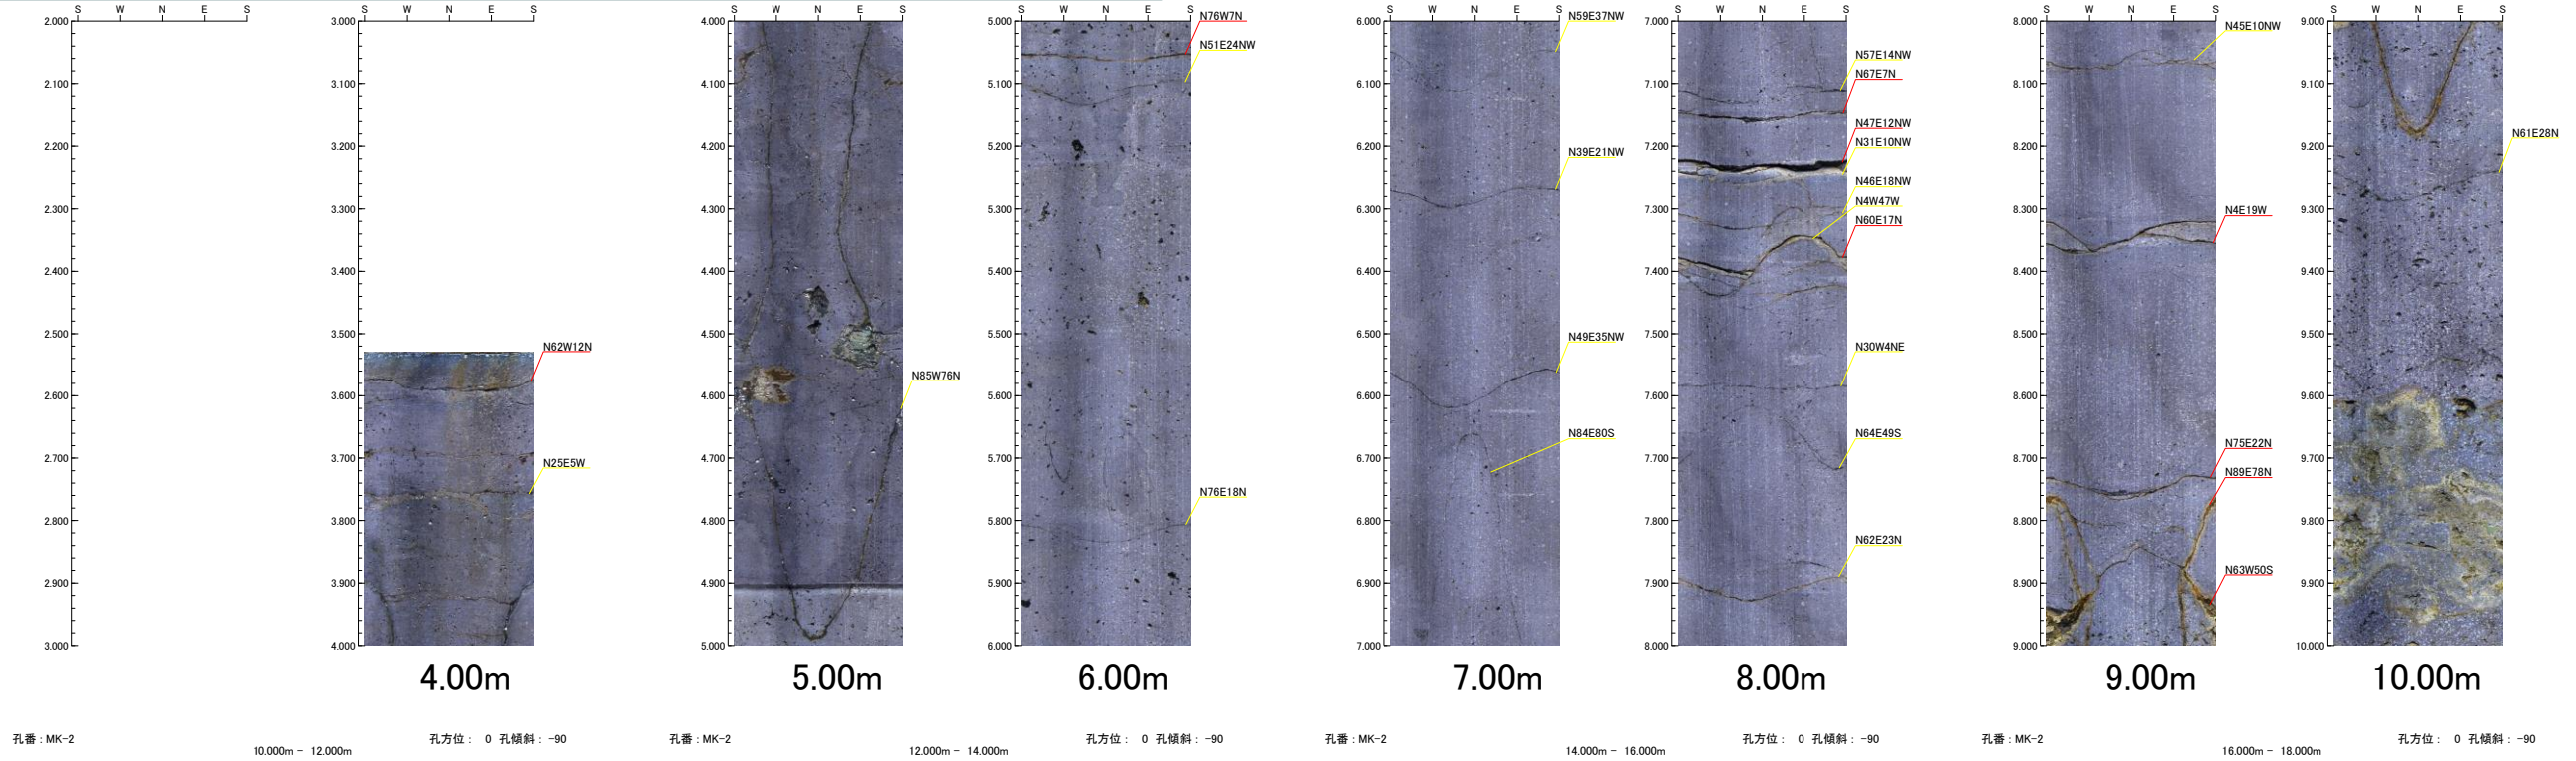 S W N E S
2.000
2.100
2.200
2.300
2.400
2.500
2.600
2.700
2.800
2.900
3.000
S W N E S
3.000
3.100
3.200
3.300
3.400
3.500
3.600
3.700
3.800
3.900
4.000
N62W12N
N25E5W
4.00m
S W N E S
4.000
4.100
4.200
4.300
4.400
4.500
4.600
4.700
4.800
4.900
5.000
N85W76N
5.00m
S W N E S
5.000
5.100
5.200
5.300
5.400
5.500
5.600
5.700
5.800
5.900
6.000
N76W7N
N51E24NW
N76E18N
6.00m
S W N E S
6.000
6.100
6.200
6.300
6.400
6.500
6.600
6.700
6.800
6.900
7.000
N59E37NW
N39E21NW
N49E35NW
N84E80S
7.00m
S W N E S
7.000
7.100
7.200
7.300
7.400
7.500
7.600
7.700
7.800
7.900
8.000
N57E14NW
N67E7N
N47E12NW
N31E10NW
N46E18NW
N4W47W
N60E17N
N30W4NE
N64E49S
N62E23N
8.00m
S W N E S
8.000
8.100
8.200
8.300
8.400
8.500
8.600
8.700
8.800
8.900
9.000
N45E10NW
N4E19W
N75E22N
N89E78N
N63W50S
9.00m
S W N E S
9.000
9.100
9.200
9.300
9.400
9.500
9.600
9.700
9.800
9.900
10.000
N61E28N
10.00m
孔番 : MK-2
孔方位 : 0 孔傾斜 : -90
10.000m - 12.000m
孔番 : MK-2
孔方位 : 0 孔傾斜 : -90
12.000m - 14.000m
孔番 : MK-2
孔方位 : 0 孔傾斜 : -90
14.000m - 16.000m
孔番 : MK-2
孔方位 : 0 孔傾斜 : -90
16.000m - 18.000m